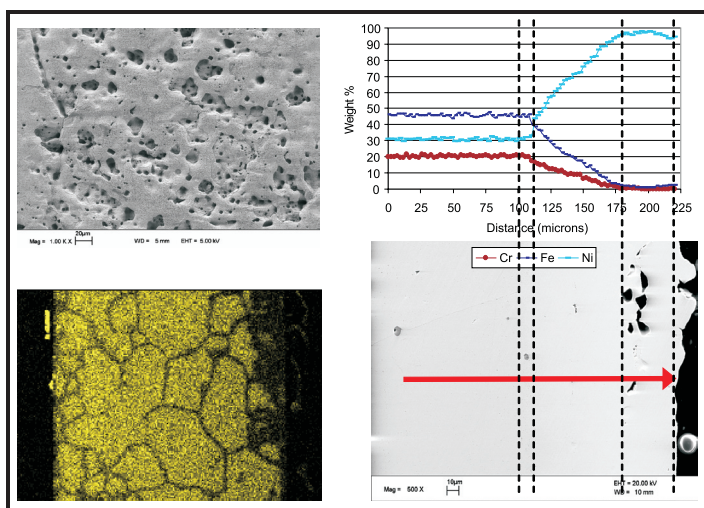 Mag = 1.00 K X
20µm
WD = 5 mm
EHT = 5.00 kV
Weight %
100
90
80
70
60
50
40
30
20
10
0
0
25
50
75
100
125
150
175
200
225
Distance (microns)
Cr
Fe
Ni
Mag = 500 X
10µm
EHT = 20.00 kV
WD = 10 mm